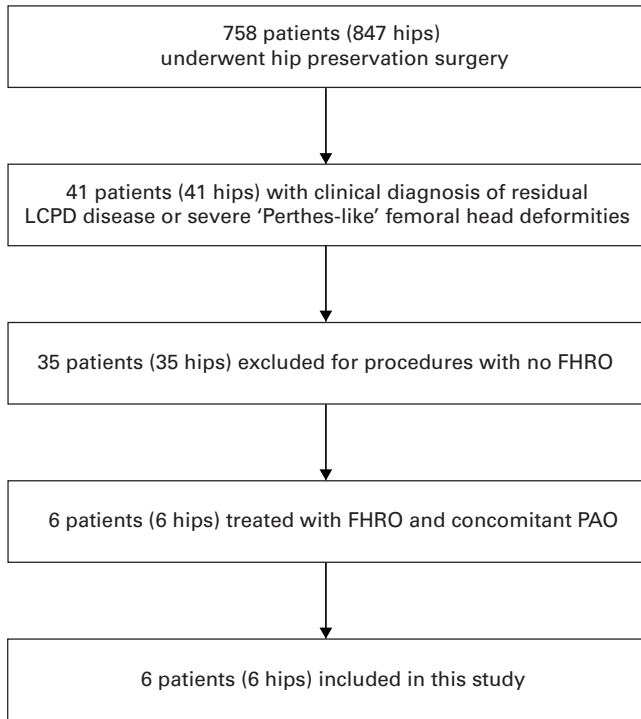 758 patients (847 hips)
underwent hip preservation surgery
41 patients (41 hips) with clinical diagnosis of residual
LCPD disease or severe ‘Perthes-like’ femoral head deformities
35 patients (35 hips) excluded for procedures with no FHRO
6 patients (6 hips) treated with FHRO and concomitant PAO
6 patients (6 hips) included in this study